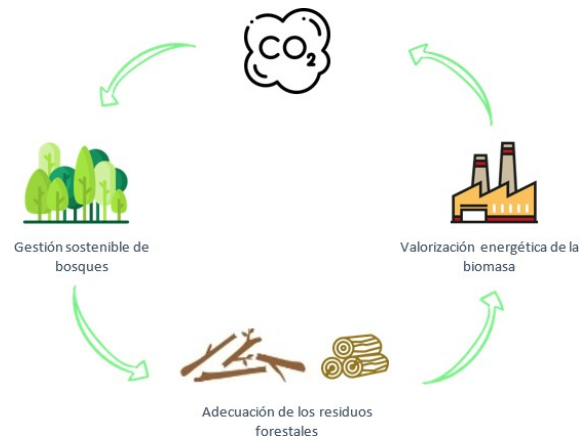 CO2
Gestión sostenible de
bosques
Valorización energética de la
biomasa
Adecuación de los residuos
forestales